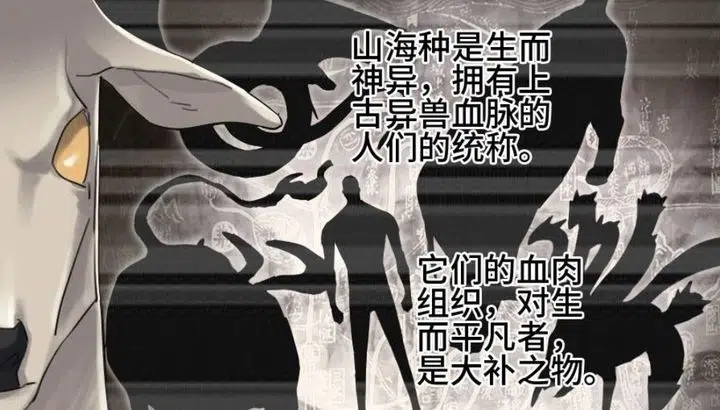 山海种是生而
神异，拥有上
古异兽血脉的
人们的统称。
它们的血肉
组织，对生
而平凡者，
是大补之物。